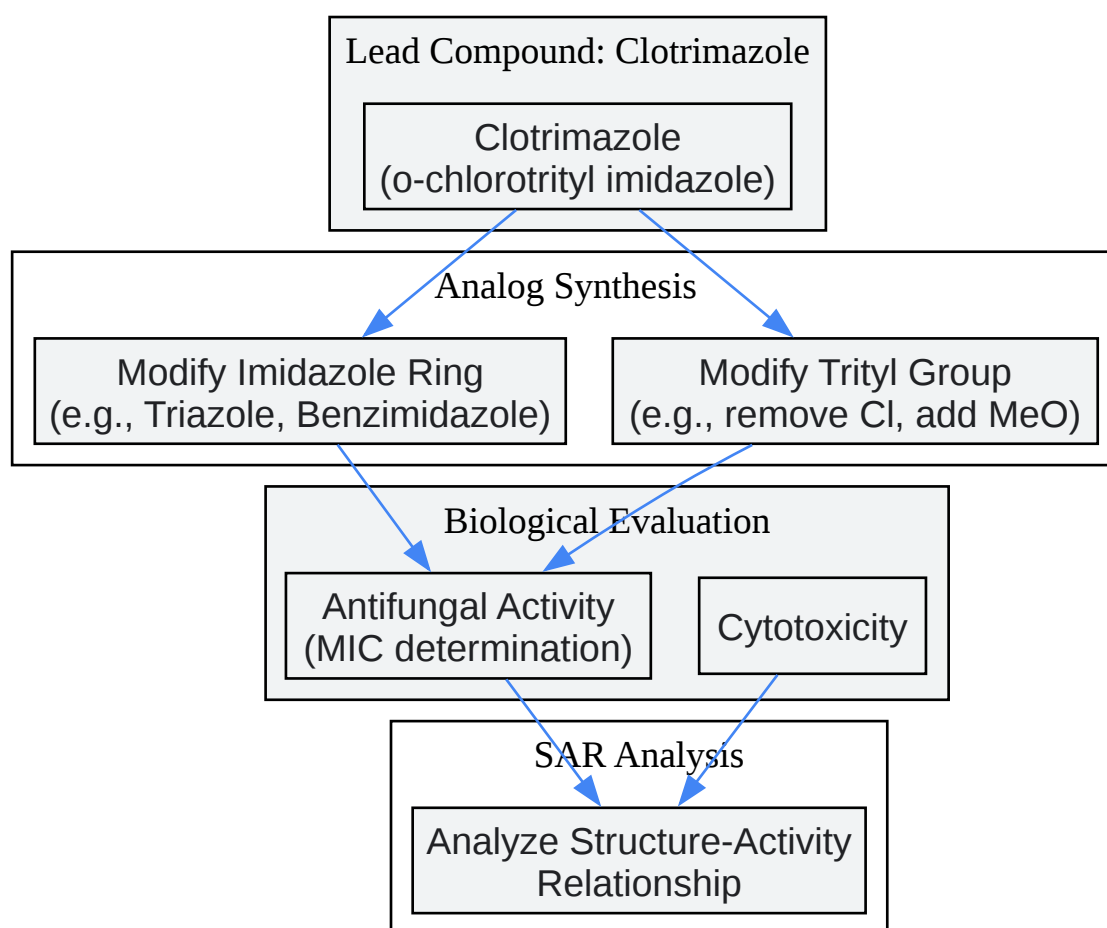 Lead Compound: Clotrimazole
Clotrimazole
(o-chlorotrityl imidazole)
Analog Synthesis
Modify Imidazole Ring
(e.g., Triazole, Benzimidazole)
Modify Trityl Group
(e.g., remove Cl, add MeO)
Biological Evaluation
Antifungal Activity
(MIC determination)
Cytotoxicity
SAR Analysis
Analyze Structure-Activity
Relationship